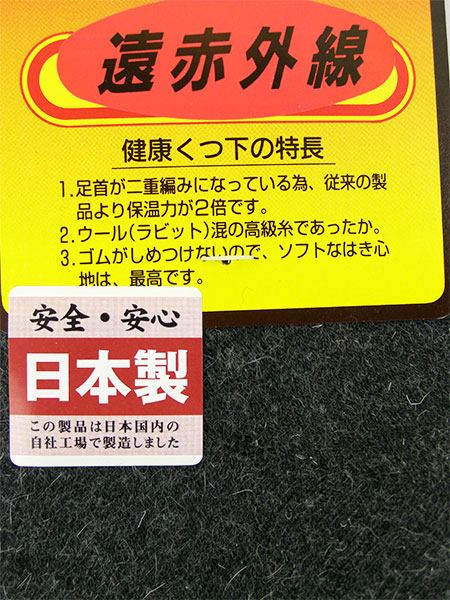 遠赤外線
健康くつ下の特長
1.足首が二重編みになっている為、従来の製
品より保温力が2倍です。
2.ウール(ラビット)混の高級糸であったか。
3.ゴムがしめつけないので、ソフトなはき心
地は、最高です。
安全・安心
日本製
この製品は日本国内の
自社工場で製造しました